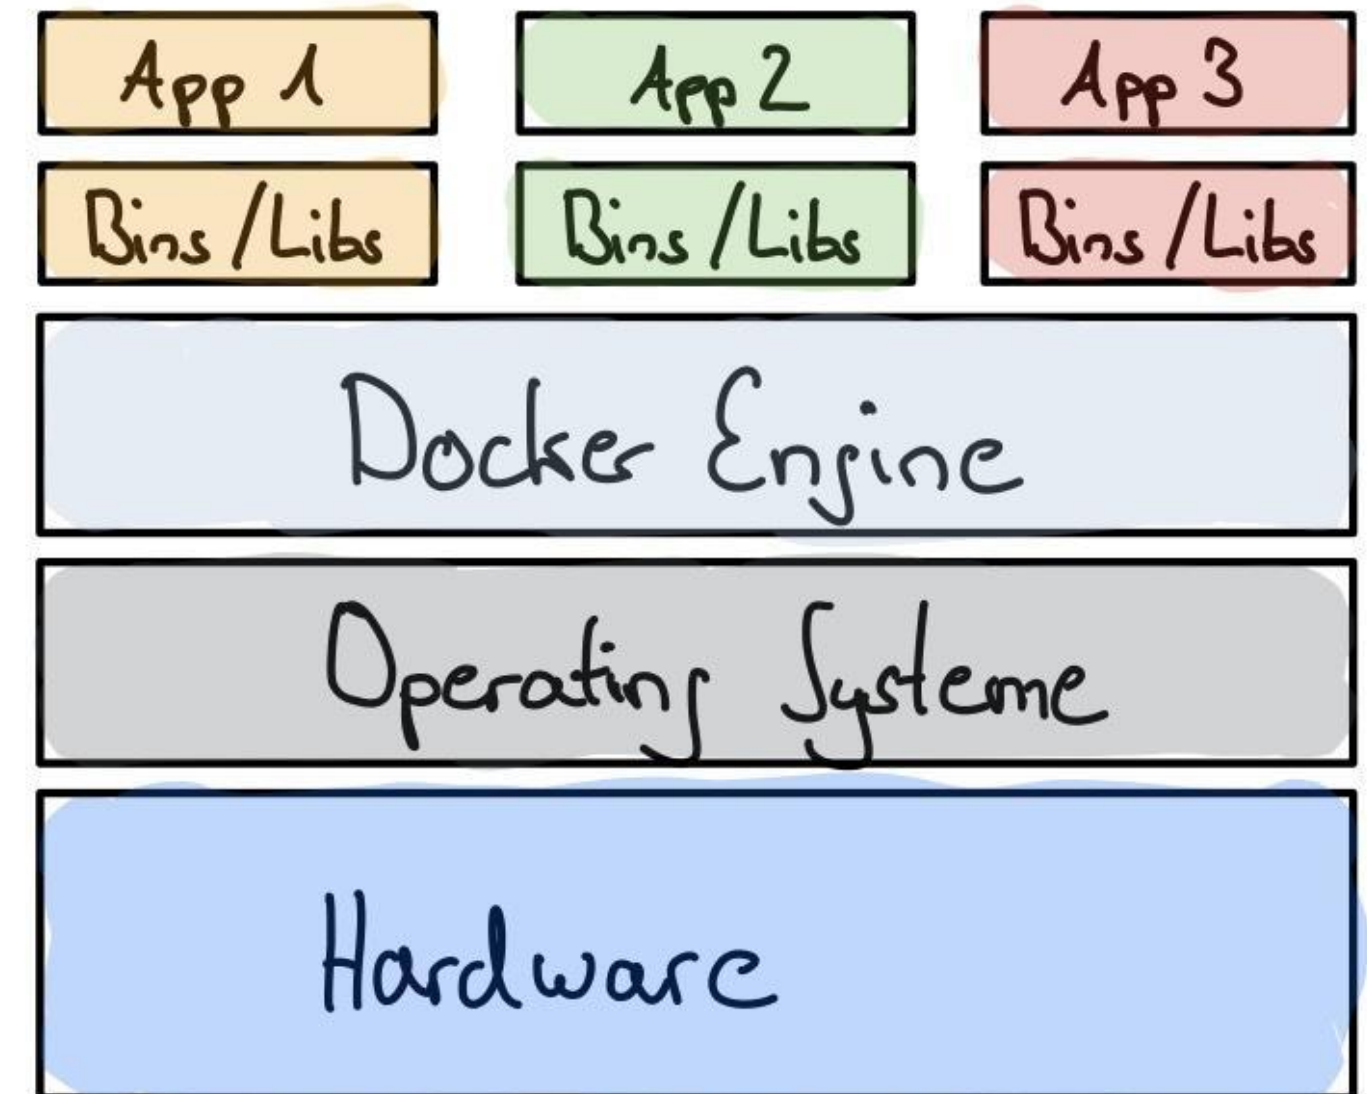 App 1 App 2 App 3
Bins/Libs Bins/Libs Bins/Libs
Docker Engine
Operating Systeme
Hardware